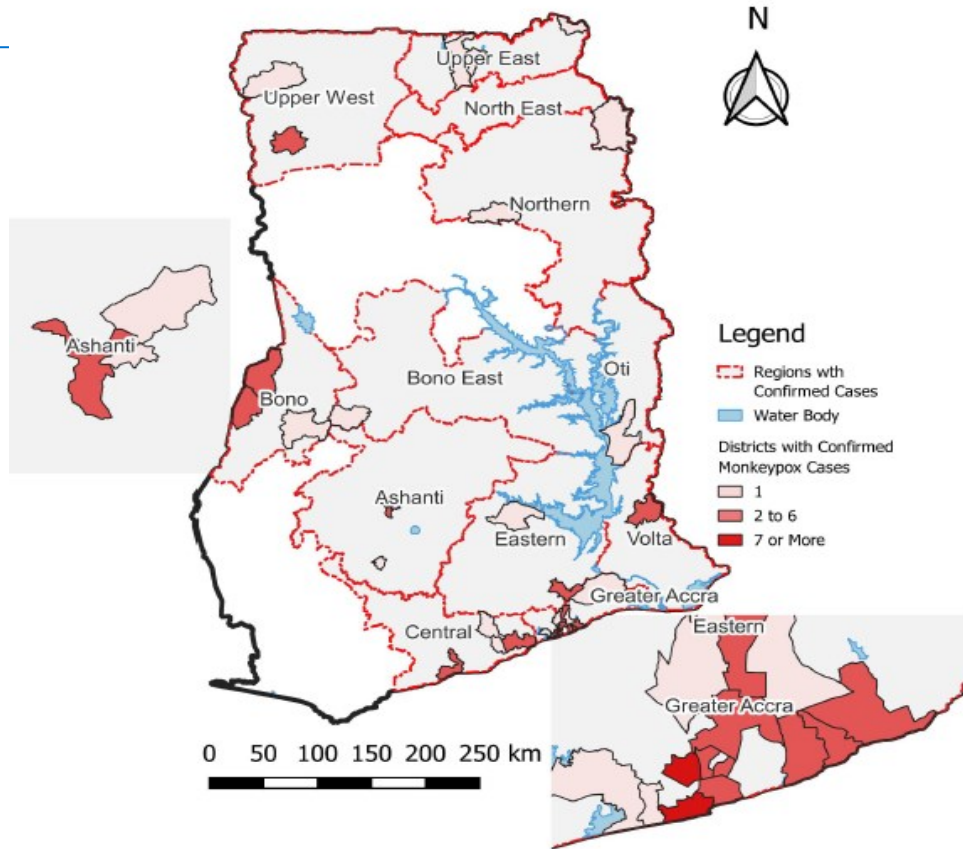 N
Upper East
Upper West
North East
Northern
Ashanti
Bono East
Oti
Bono
Ashanti
Eastern
Volta
Greater Accra
Central
Eastern
Greater Accra
0 50 100 150 200 250 km
Legend
Regions wth
Confirmed Cases
Water Body
Districts with Confirmed
Monkeypox Cases
1
2 to 6
7 or More